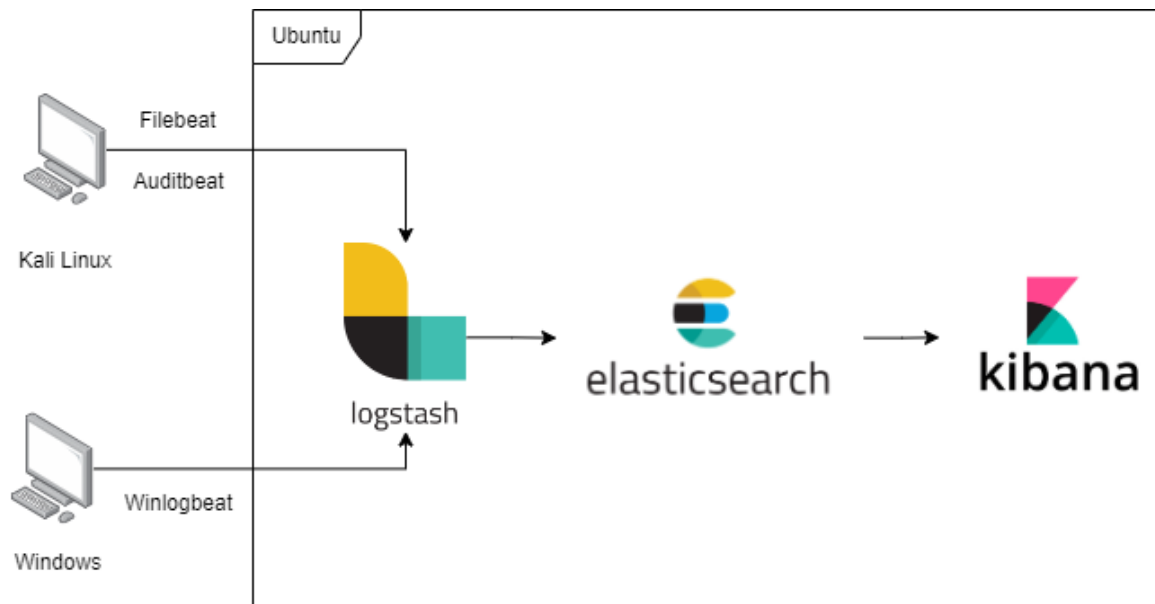 Ubuntu
Filebeat
Auditbeat
Kali Linux
logstash
elasticsearch
kibana
Winlogbeat
Windows